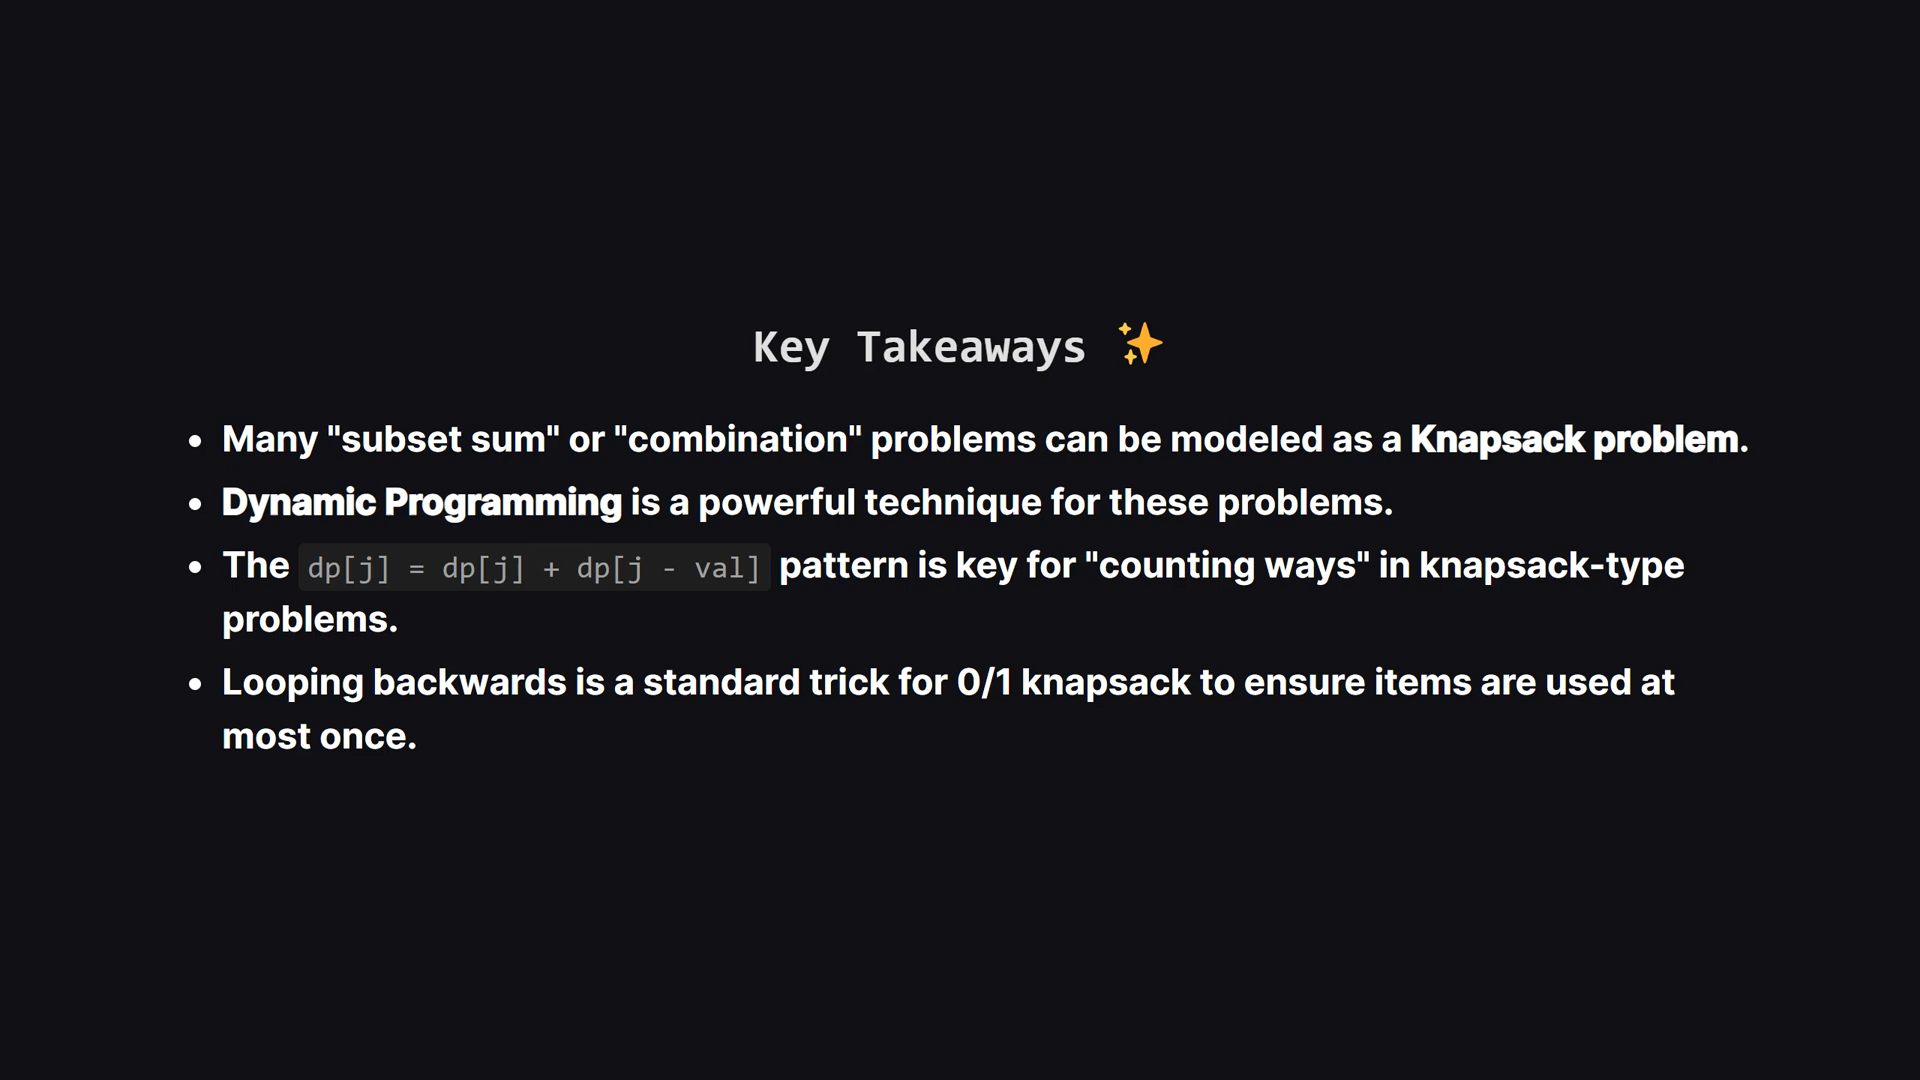 Key Takeaways ✨
• Many "subset sum" or "combination" problems can be modeled as a Knapsack problem.
• Dynamic Programming is a powerful technique for these problems.
• The dp[j] = dp[j] + dp[j - val] pattern is key for "counting ways" in knapsack-type
problems.
• Looping backwards is a standard trick for 0/1 knapsack to ensure items are used at
most once.